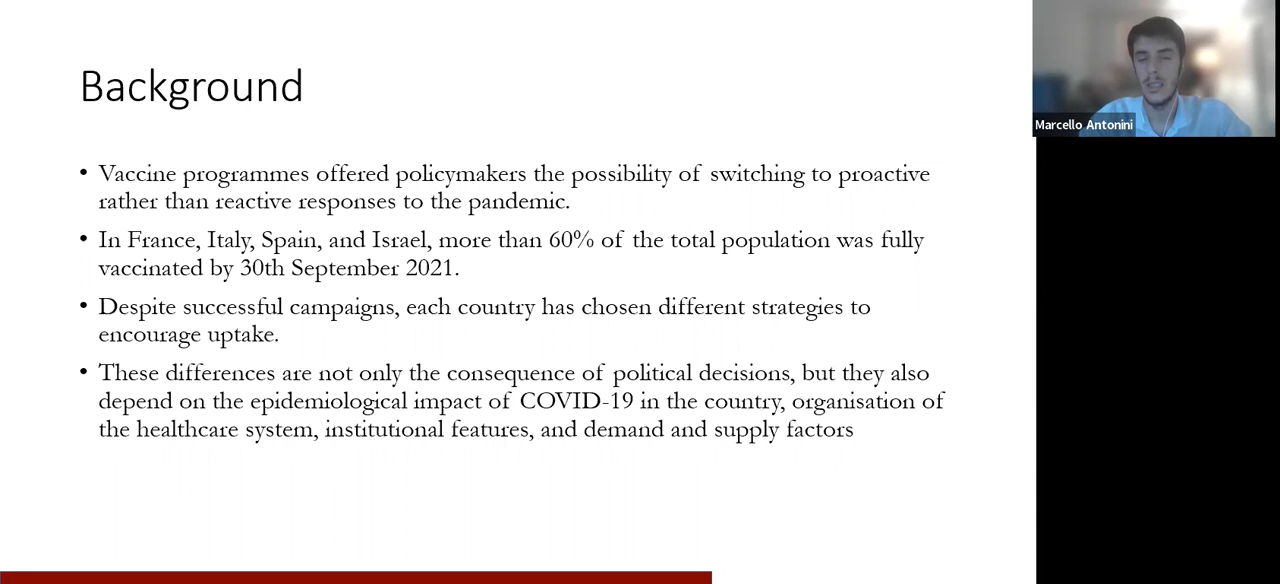 Background
• Vaccine programmes offered policymakers the possibility of switching to proactive
rather than reactive responses to the pandemic.
• In France, Italy, Spain, and Israel, more than 60% of the total population was fully
vaccinated by 30th September 2021.
• Despite successful campaigns, each country has chosen different strategies to
encourage uptake.
• These differences are not only the consequence of political decisions, but they also
depend on the epidemiological impact of COVID-19 in the country, organisation of
the healthcare system, institutional features, and demand and supply factors
Marcello Antonini